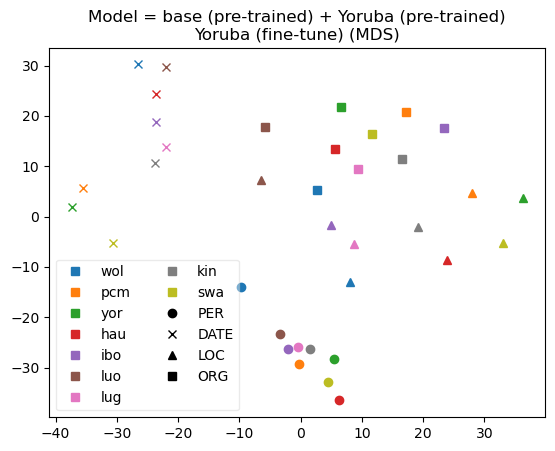 Model = base (pre-trained) + Yoruba (pre-trained)
Yoruba (fine-tune) (MDS)
30
20
10
0
−10
−20
−30
wol
pcm
yor
hau
ibo
luo
lug
kin
swa
PER
DATE
LOC
ORG
−40 −30 −20 −10 0 10 20 30